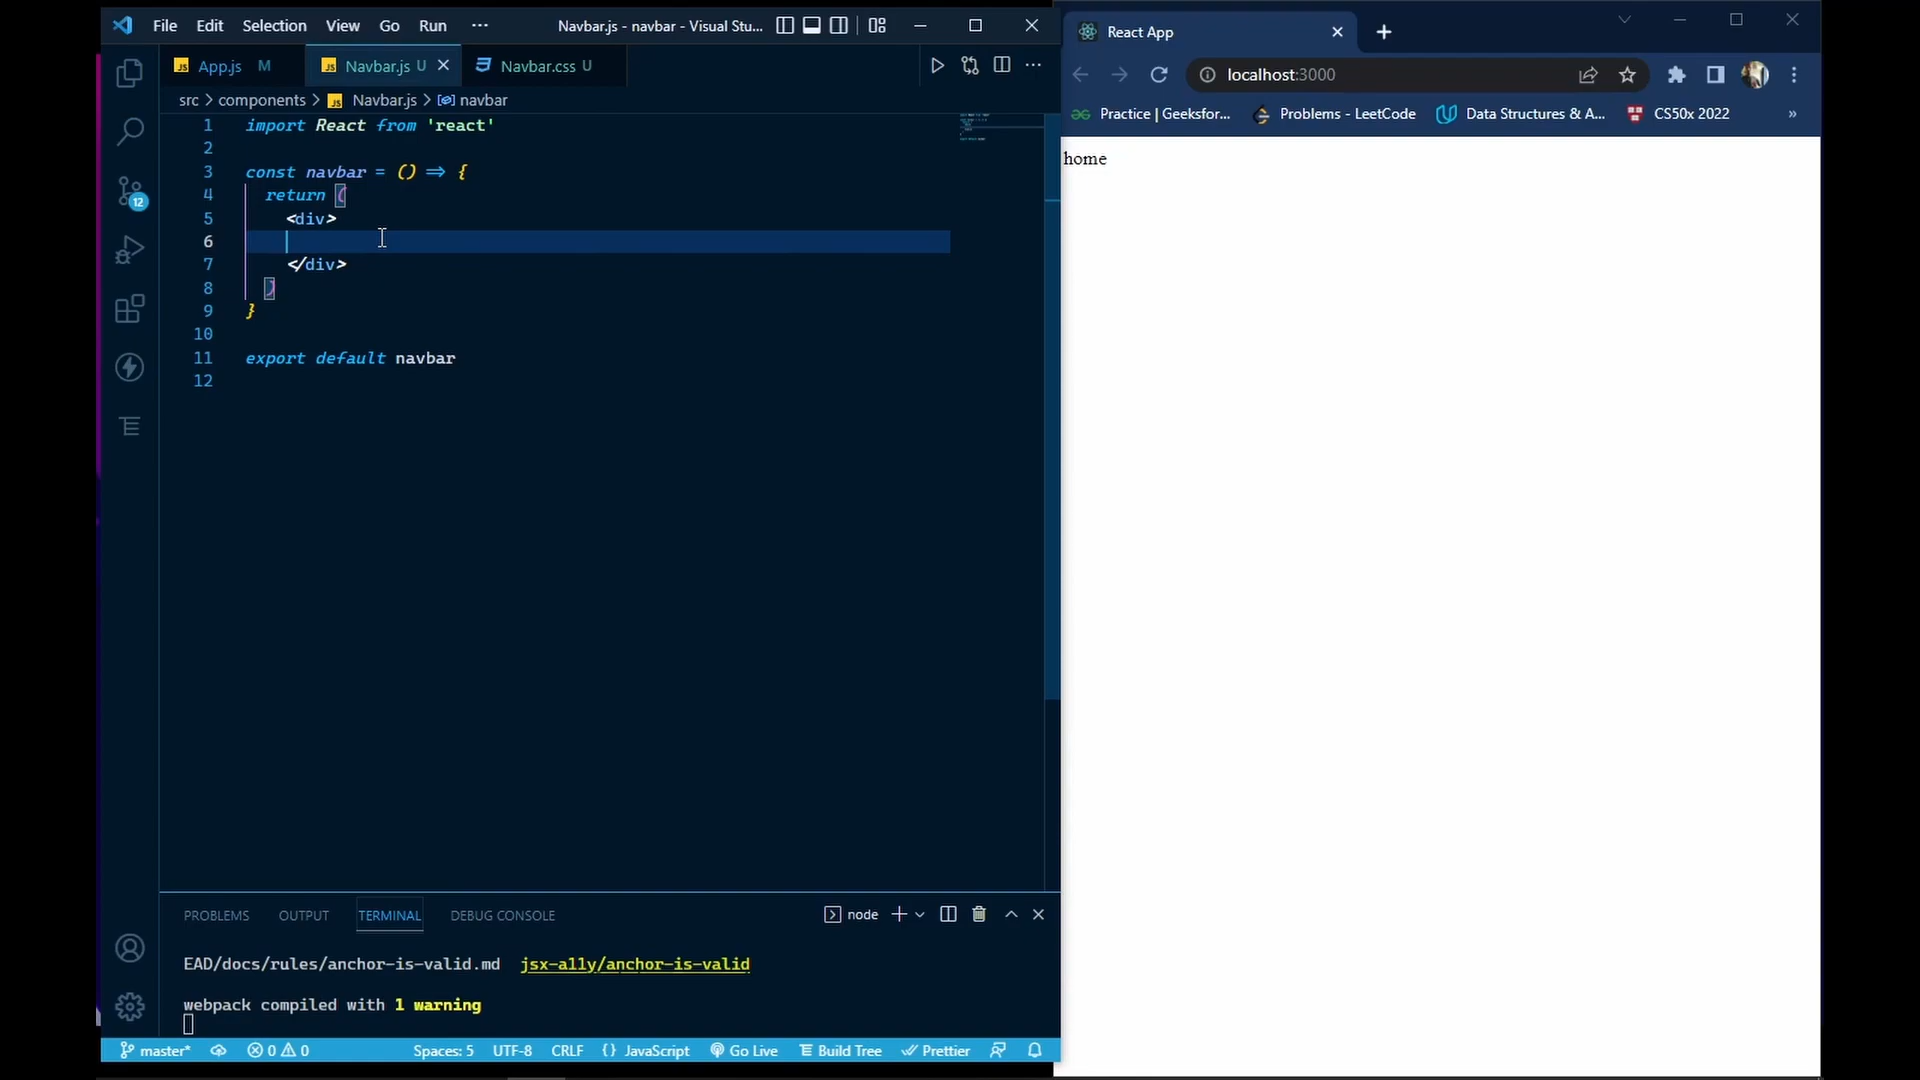 File Edit Selection View Go Run ··· Navbar.js - navbar - Visual Stu...
App.js M Navbar.js U Navbar.css U
src > components > Navbar.js > navbar
1 import React from 'react'
2
3 const navbar = () => {
4 return (
5 <div>
6
7 </div>
8 )
9 }
10
11 export default navbar
12
PROBLEMS OUTPUT TERMINAL DEBUG CONSOLE node
EAD/docs/rules/anchor-is-valid.md jsx-a11y/anchor-is-valid
webpack compiled with 1 warning
master* 0 0 Spaces: 5 UTF-8 CRLF {} JavaScript Go Live Build Tree Prettier
12
React App
localhost:3000
Practice | Geeksfor... Problems - LeetCode Data Structures & A... CS50x 2022 »
home